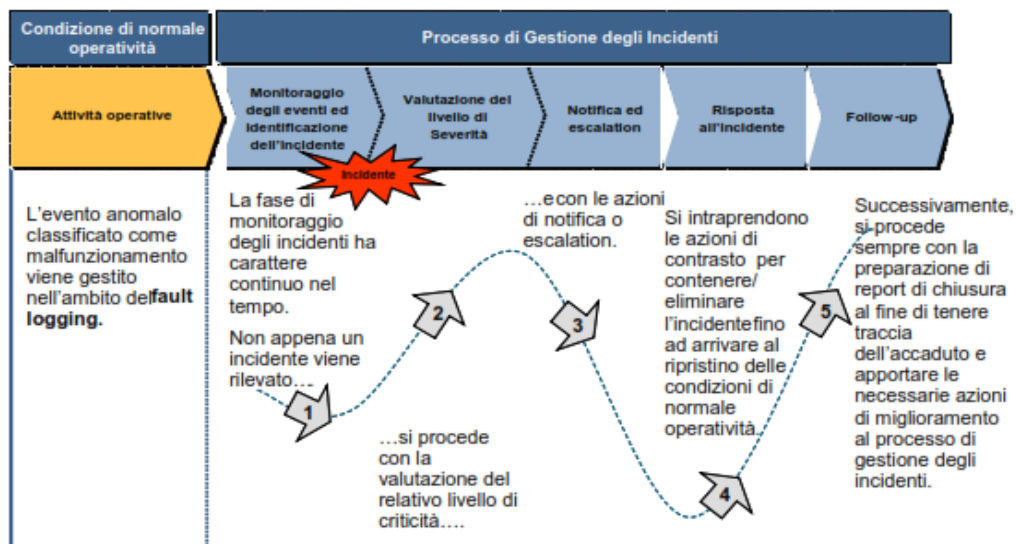 Condizione di normale
operatività
Processo di Gestione degli Incidenti
Attività operative
Monitoraggio
degli eventi ed
identificazione
dell'Incidente
Valutazione del
livello di
Severità
Notifica ed
escalation
Risposta
all'incidente
Follow-up
Incidente
L'evento anomalo
classificato come
malfunzionamento
viene gestito
nell'ambito del fault
logging.
La fase di
monitoraggio
degli incidenti ha
carattere
continuo nel
tempo.
Non appena un
incidente viene
rilevato…
1
…si procede
con la
valutazione del
relativo livello di
criticità….
2
…e con le azioni
di notifica o
escalation.
3
Si intraprendono
le azioni di
contrasto per
contenere/
eliminare
l'incidente fino
ad arrivare al
ripristino delle
condizioni di
normale
operatività.
4
Successivamente,
si procede
sempre con la
preparazione di
report di chiusura
al fine di tenere
traccia
dell'accaduto e
apportare le
necessarie azioni
di miglioramento
al processo di
gestione degli
incidenti.
5